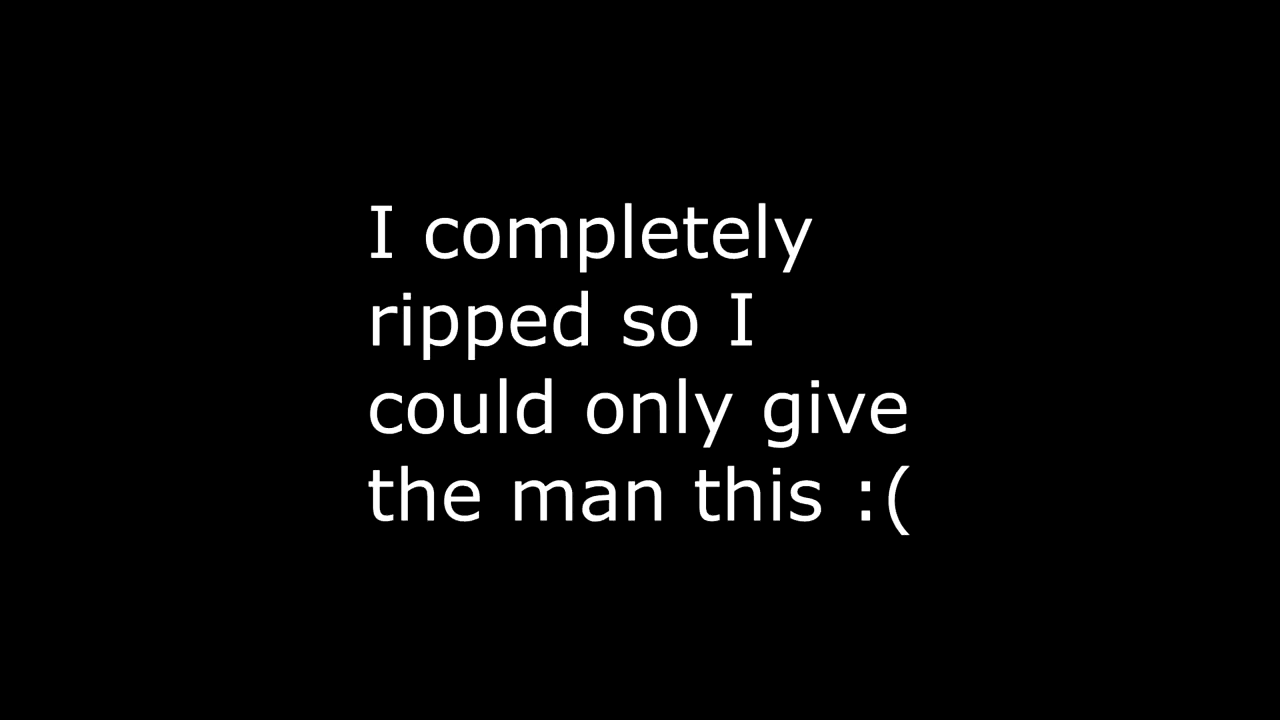 I completely
ripped so I
could only give
the man this :(